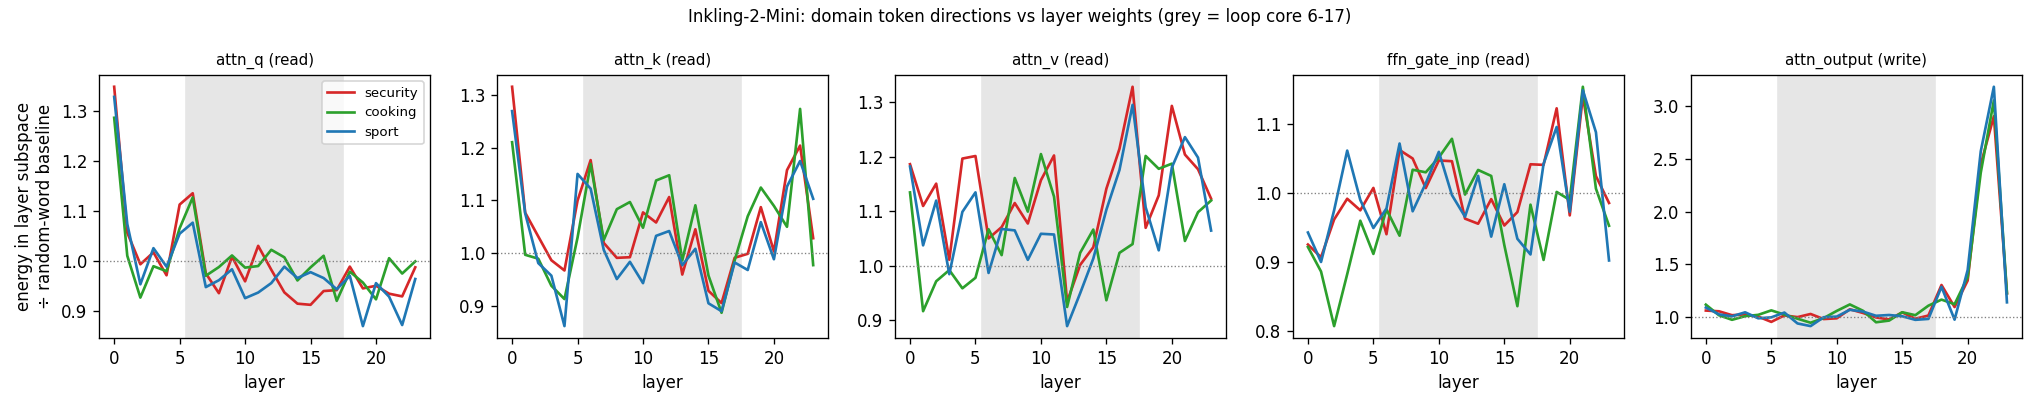 Inkling-2-Mini: domain token directions vs layer weights (grey = loop core 6-17)
attn_q (read)
energy in layer subspace
÷ random-word baseline
1.3
1.2
1.1
1.0
0.9
security
cooking
sport
0 5 10 15 20
layer
attn_k (read)
1.3
1.2
1.1
1.0
0.9
0 5 10 15 20
layer
attn_v (read)
1.3
1.2
1.1
1.0
0.9
0 5 10 15 20
layer
ffn_gate_inp (read)
1.1
1.0
0.9
0.8
0 5 10 15 20
layer
attn_output (write)
3.0
2.5
2.0
1.5
1.0
0 5 10 15 20
layer